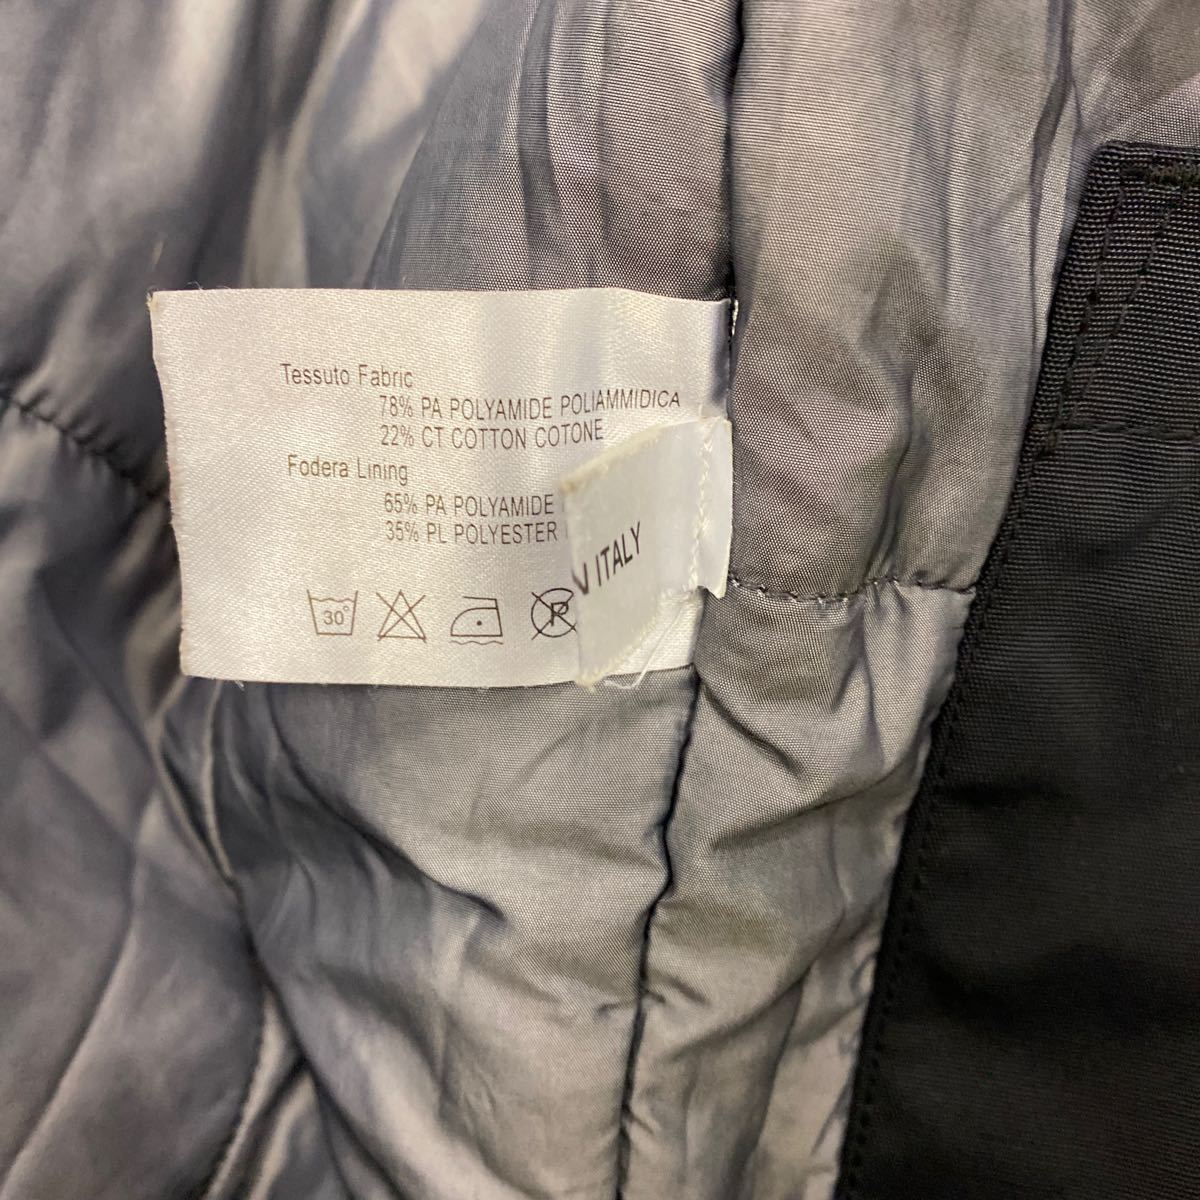 Tessuto Fabric
78% PA POLYAMIDE POLIAMMIDICA
22% CT COTTON COTONE
Fodera Lining
65% PA POLYAMIDE
35% PL POLYESTER
30°
P
ITALY